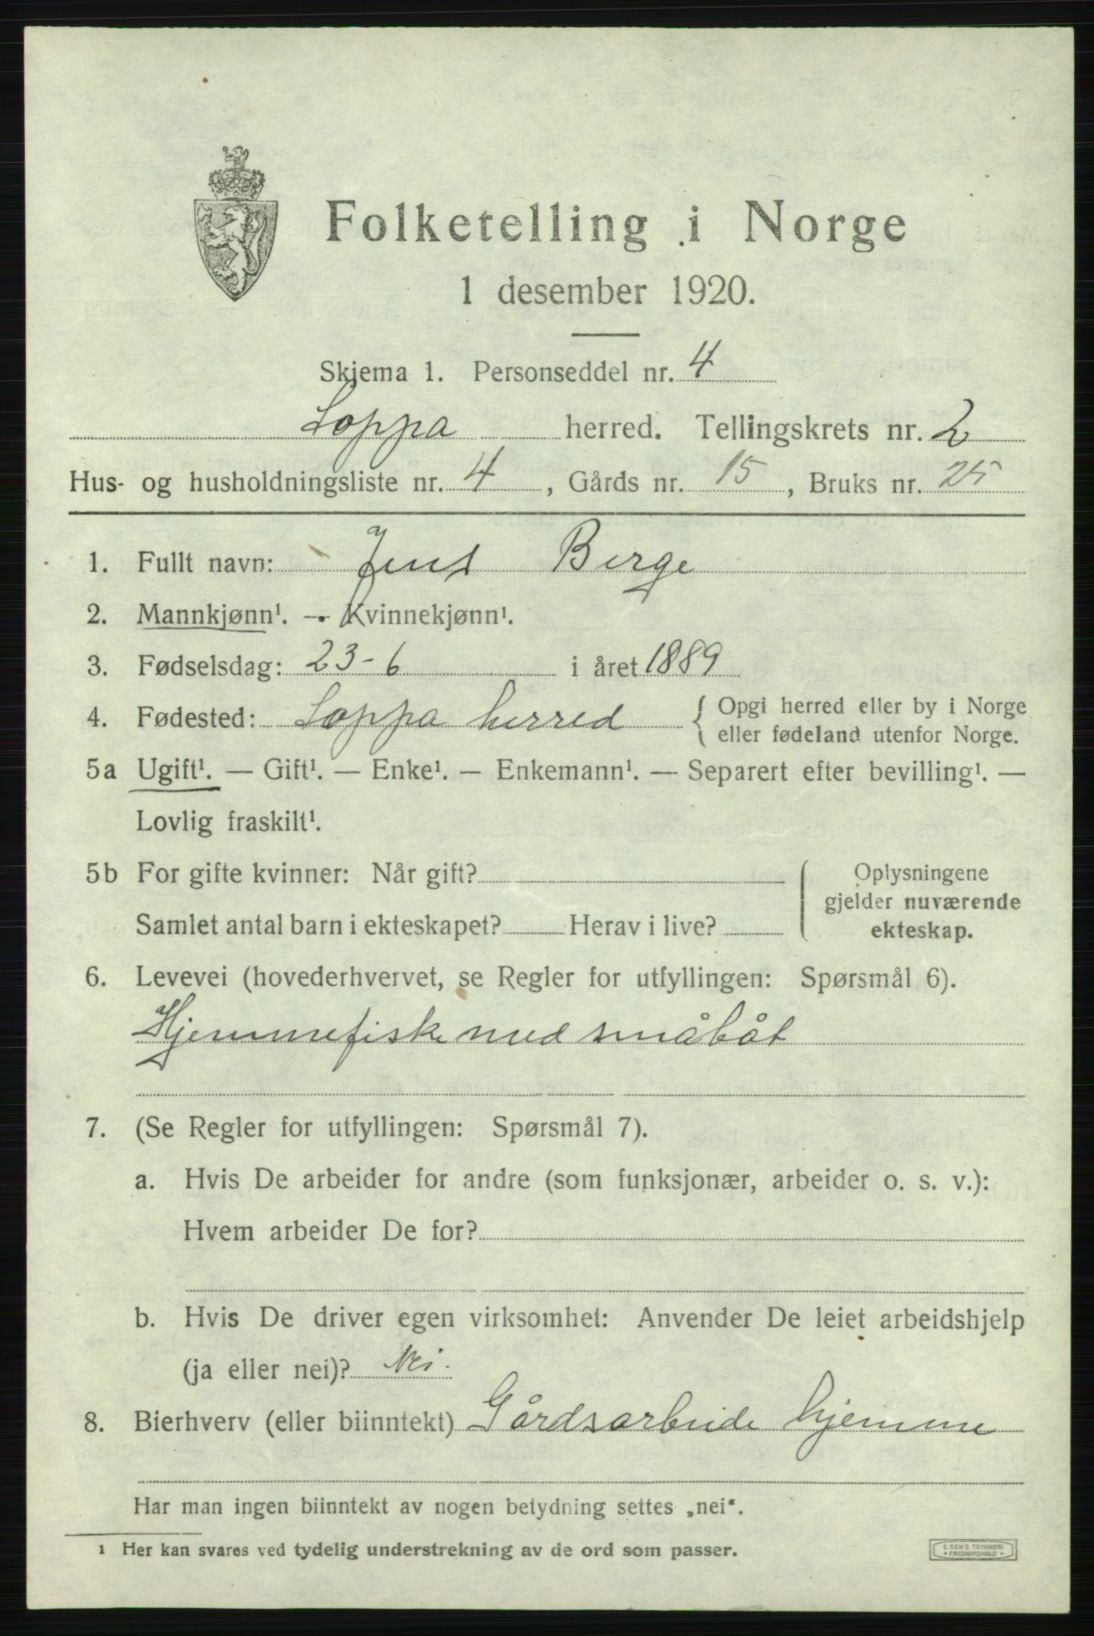 Folketelling i Norge
1 desember 1920.
Skjema 1. Personseddel nr. 4
Loppa herred. Tellingskrets nr. 2
Hus- og husholdningsliste nr. 4, Gårds nr. 15, Bruks nr. 25
1. Fullt navn: Jens Berge
2. Mannkjønn¹. — Kvinnekjønn¹.
3. Fødselsdag: 23-6 i året 1889
4. Fødested: Loppa herred { Opgi herred eller by i Norge
eller fødeland utenfor Norge.
5a Ugift¹. — Gift¹. — Enke¹. — Enkemann¹. — Separert efter bevilling¹. —
Lovlig fraskilt¹.
5b For gifte kvinner: Når gift?
Samlet antal barn i ekteskapet? Herav i live?
Oplysningene
gjelder nuværende
ekteskap.
6. Levevei (hovederhvervet, se Regler for utfyllingen: Spørsmål 6).
Hjemmefiske med småbåt
7. (Se Regler for utfyllingen: Spørsmål 7).
a. Hvis De arbeider for andre (som funksjonær, arbeider o. s. v.):
Hvem arbeider De for?
b. Hvis De driver egen virksomhet: Anvender De leiet arbeidshjelp
(ja eller nei)? Nei.
8. Bierhverv (eller biinntekt) Gårdsarbeide hjemme
Har man ingen biinntekt av nogen betydning settes „nei“.
¹ Her kan svares ved tydelig understrekning av de ord som passer.
E. SEM'S TRYKKERI
• FREDRIKSHALD •